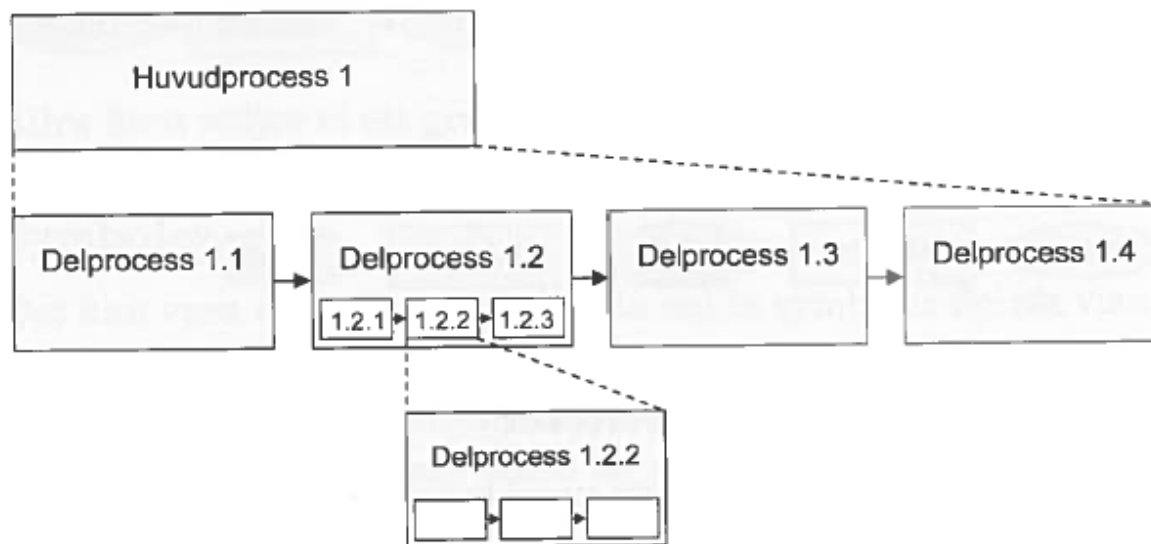 Huvudprocess 1
Delprocess 1.1
Delprocess 1.2
Delprocess 1.3
Delprocess 1.4
1.2.1
1.2.2
1.2.3
Delprocess 1.2.2